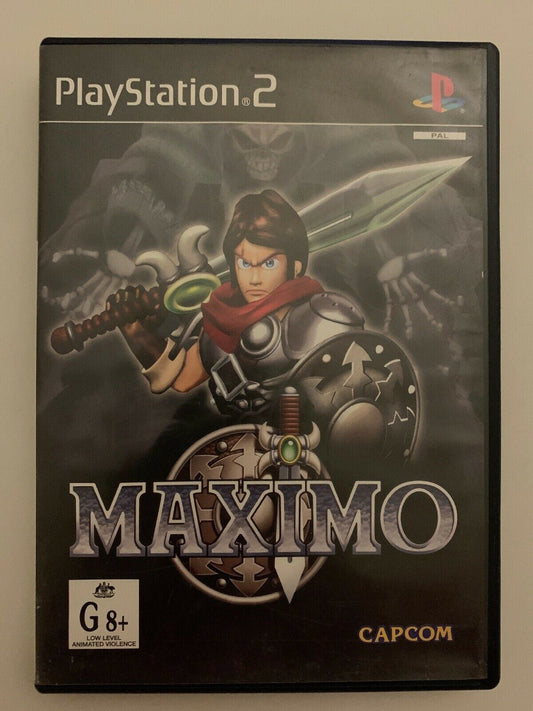 PlayStation®2
PAL
MAXIMO
G 8+
LOW LEVEL
ANIMATED VIOLENCE
CAPCOM